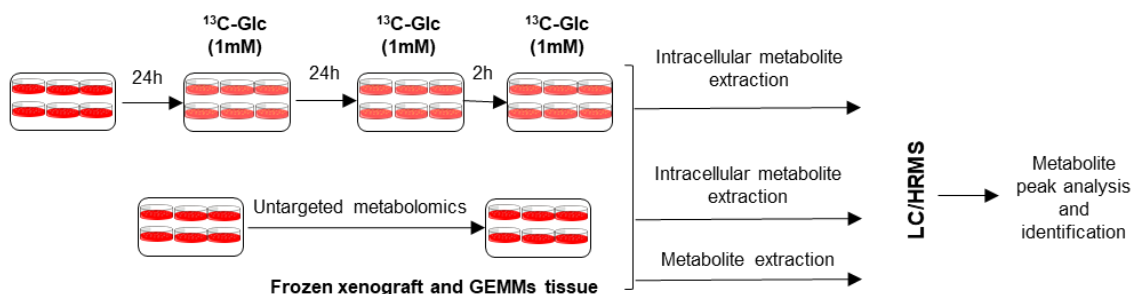 ¹³C-Glc
(1mM)
¹³C-Glc
(1mM)
¹³C-Glc
(1mM)
24h
24h
2h
Intracellular metabolite
extraction
Untargeted metabolomics
Intracellular metabolite
extraction
Frozen xenograft and GEMMs tissue
Metabolite extraction
LC/HRMS
Metabolite
peak analysis
and
identification